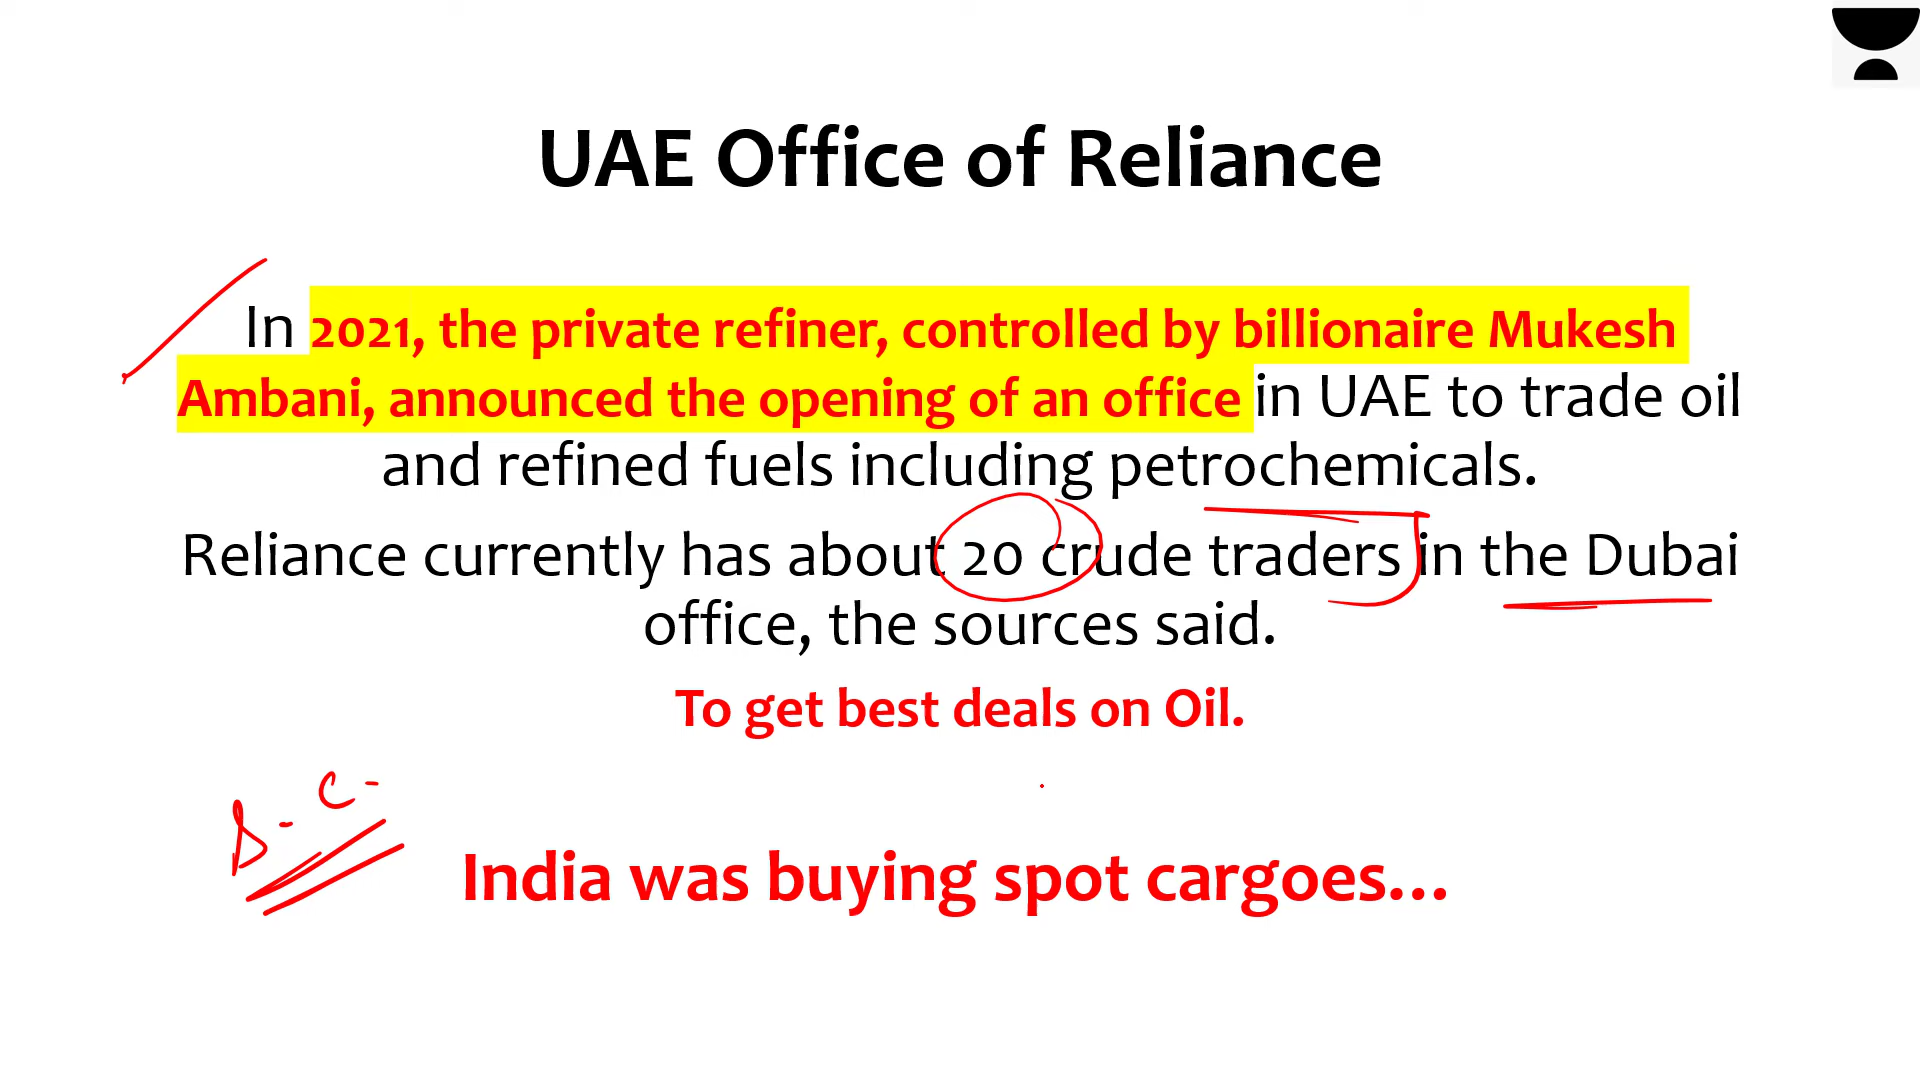 UAE Office of Reliance
In 2021, the private refiner, controlled by billionaire Mukesh
Ambani, announced the opening of an office in UAE to trade oil
and refined fuels including petrochemicals.
Reliance currently has about 20 crude traders in the Dubai
office, the sources said.
To get best deals on Oil.
S. C.
India was buying spot cargoes...